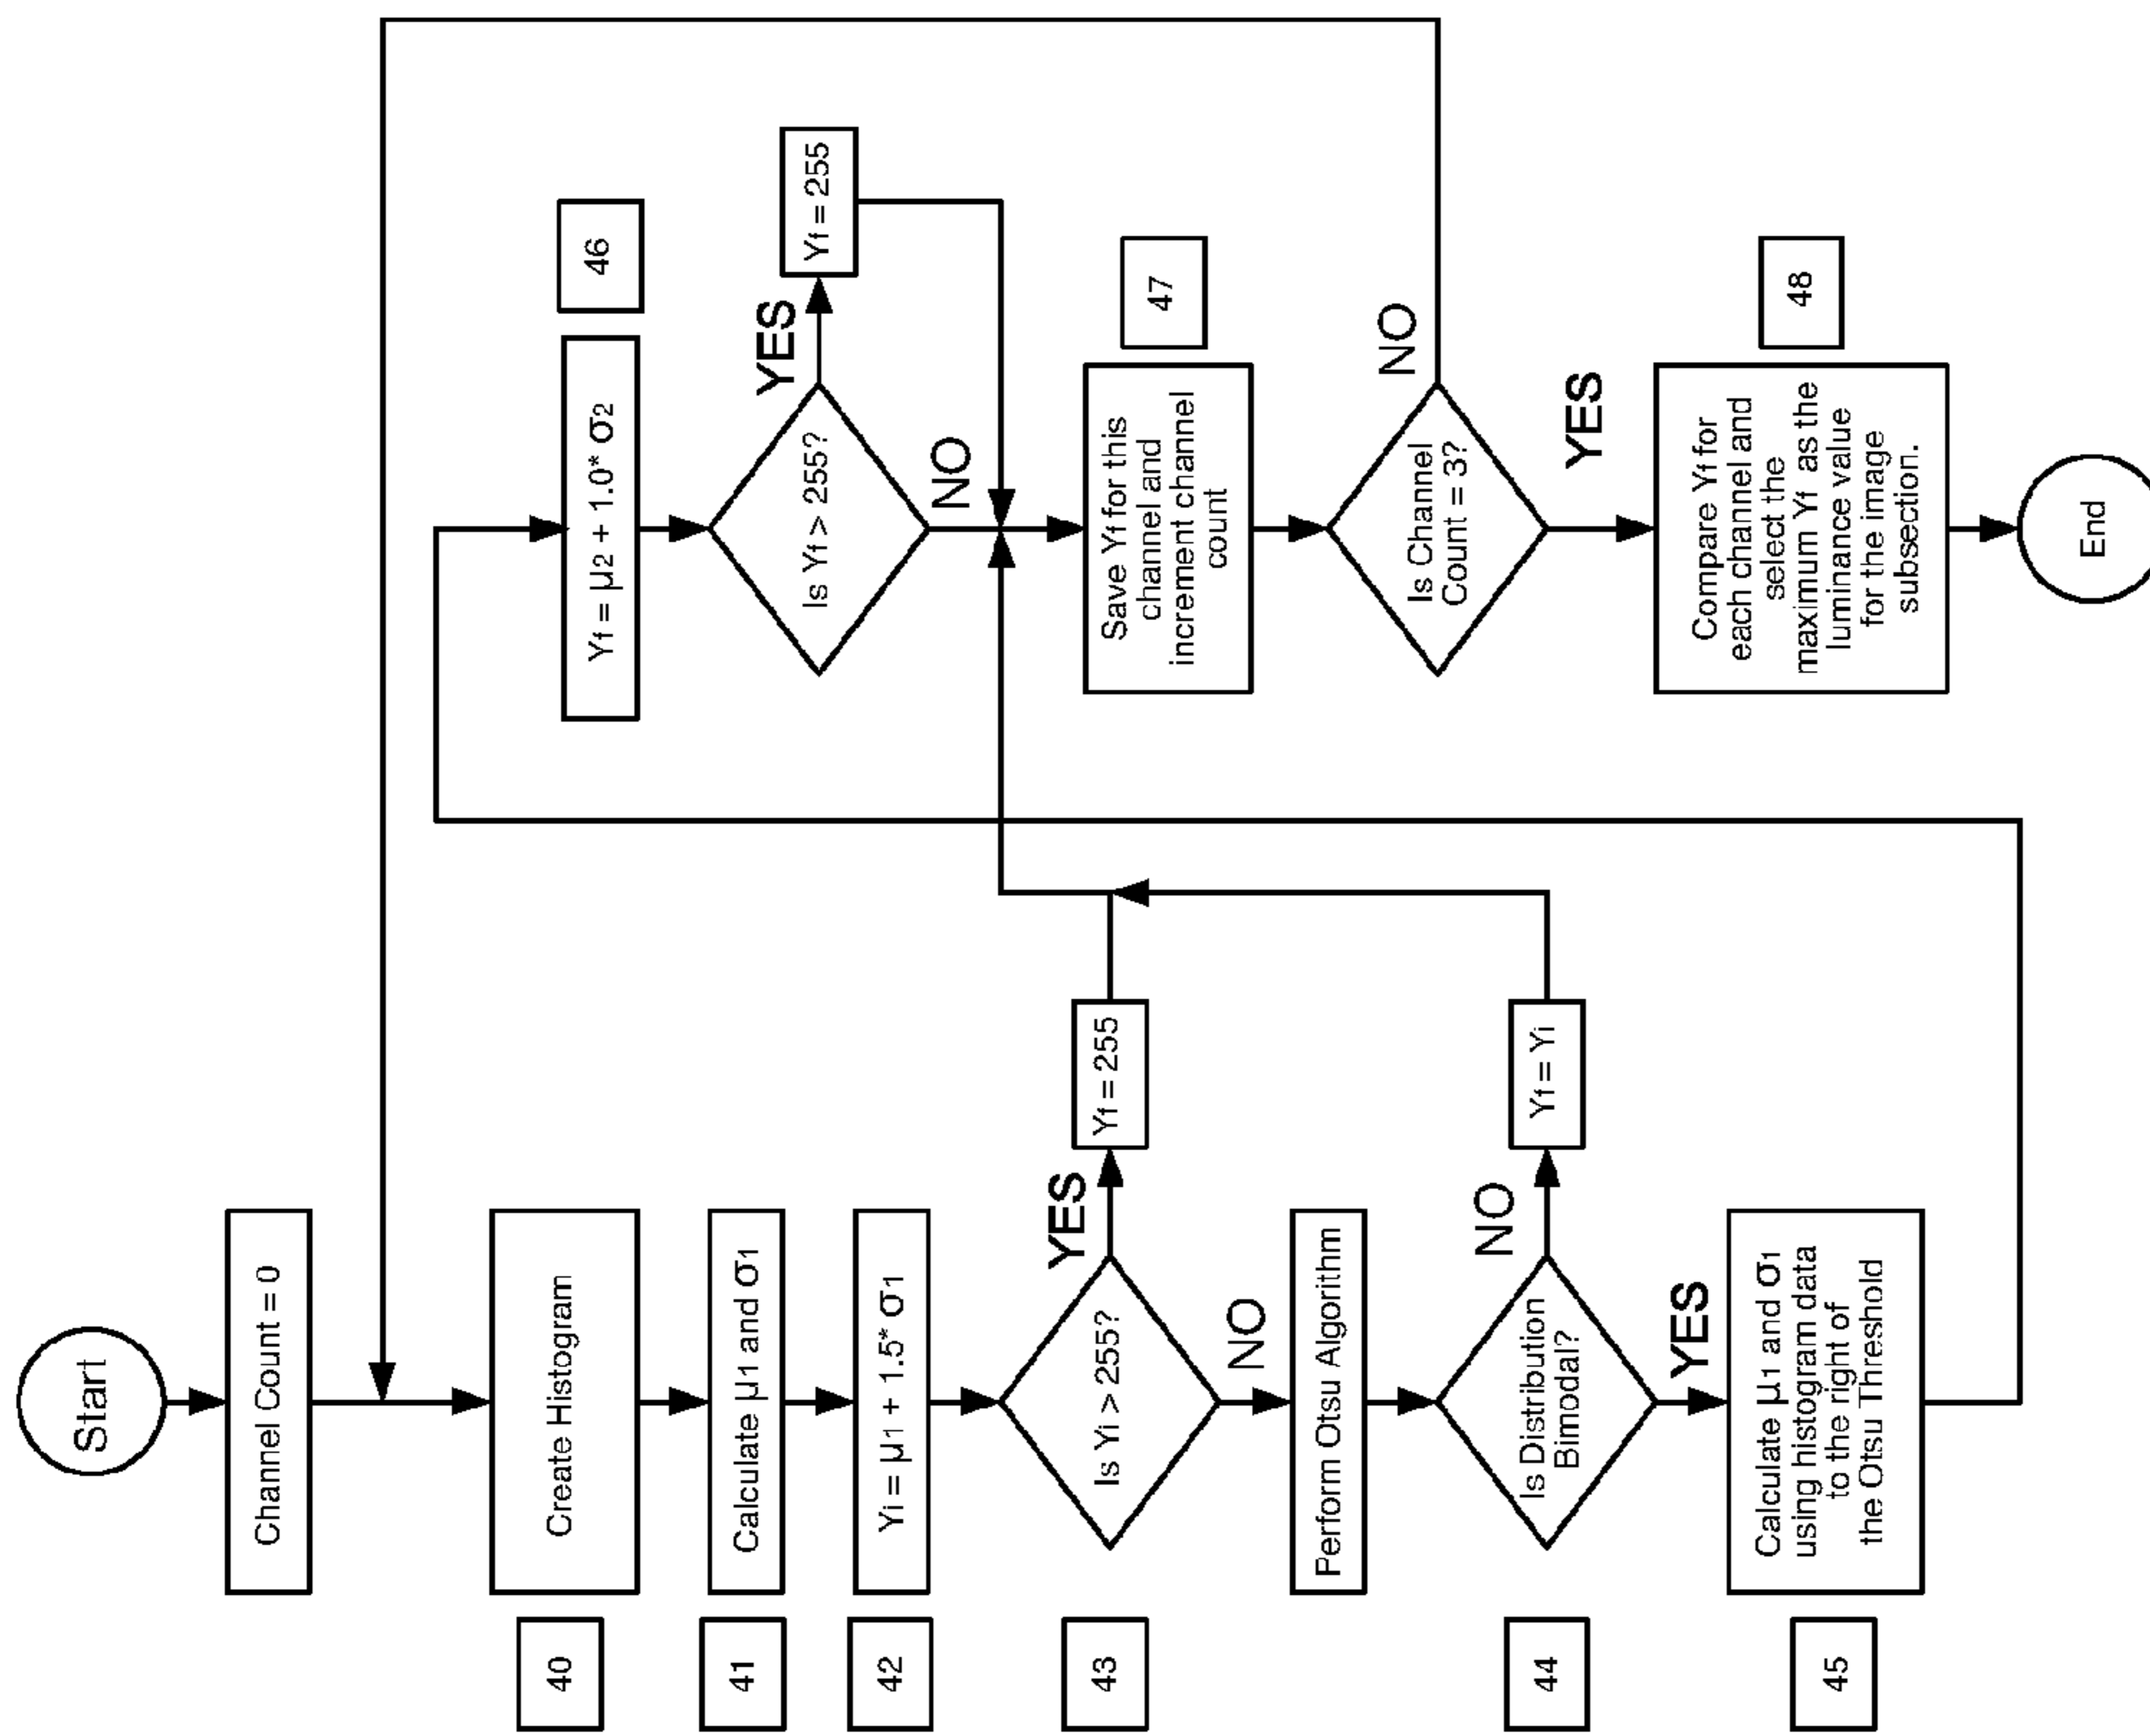 Start
Channel Count = 0
40
Create Histogram
41
Calculate μ1 and σ1
42
Yi = μ1 + 1.5* σ1
43
Is Yi > 255?
YES
Yf = 255
NO
Perform Otsu Algorithm
44
Is Distribution
Bimodal?
NO
Yf = Yi
YES
45
Calculate μ1 and σ1
using histogram data
to the right of
the Otsu Threshold
Yf = μ2 + 1.0* σ2
46
Is Yf > 255?
YES
Yf = 255
NO
Save Yf for this
channel and
increment channel
count
47
Is Channel
Count = 3?
NO
YES
Compare Yf for
each channel and
select the
maximum Yf as the
luminance value
for the image
subsection.
48
End